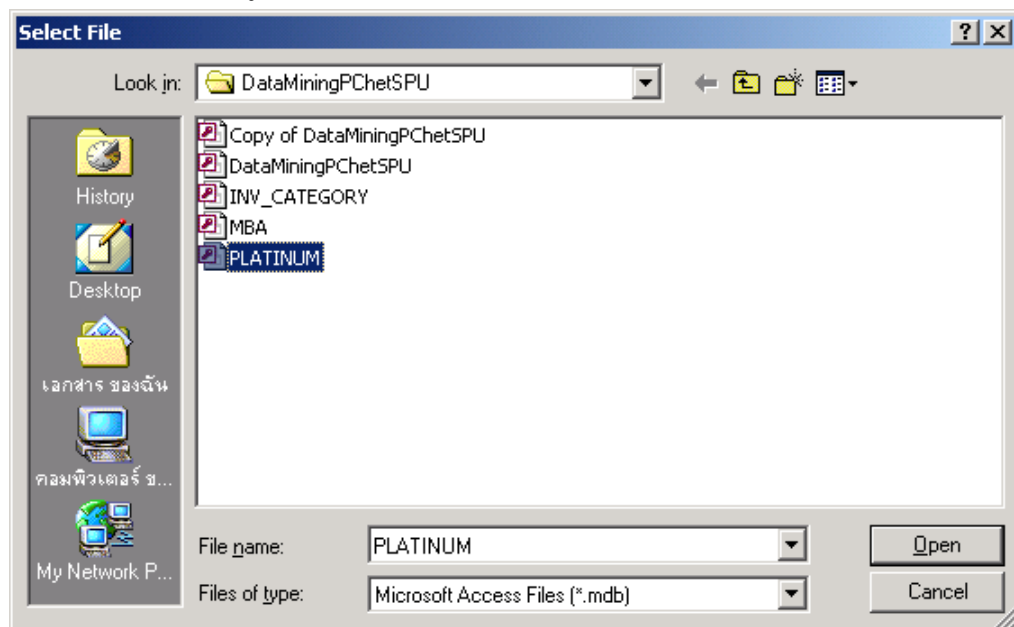 Select File
Look in:
DataMiningPChetSPU
History
Desktop
เอกสาร ของฉัน
คอมพิวเตอร์ ข...
My Network P...
Copy of DataMiningPChetSPU
DataMiningPChetSPU
INV_CATEGORY
MBA
PLATINUM
File name:
PLATINUM
Open
Files of type:
Microsoft Access Files (*.mdb)
Cancel